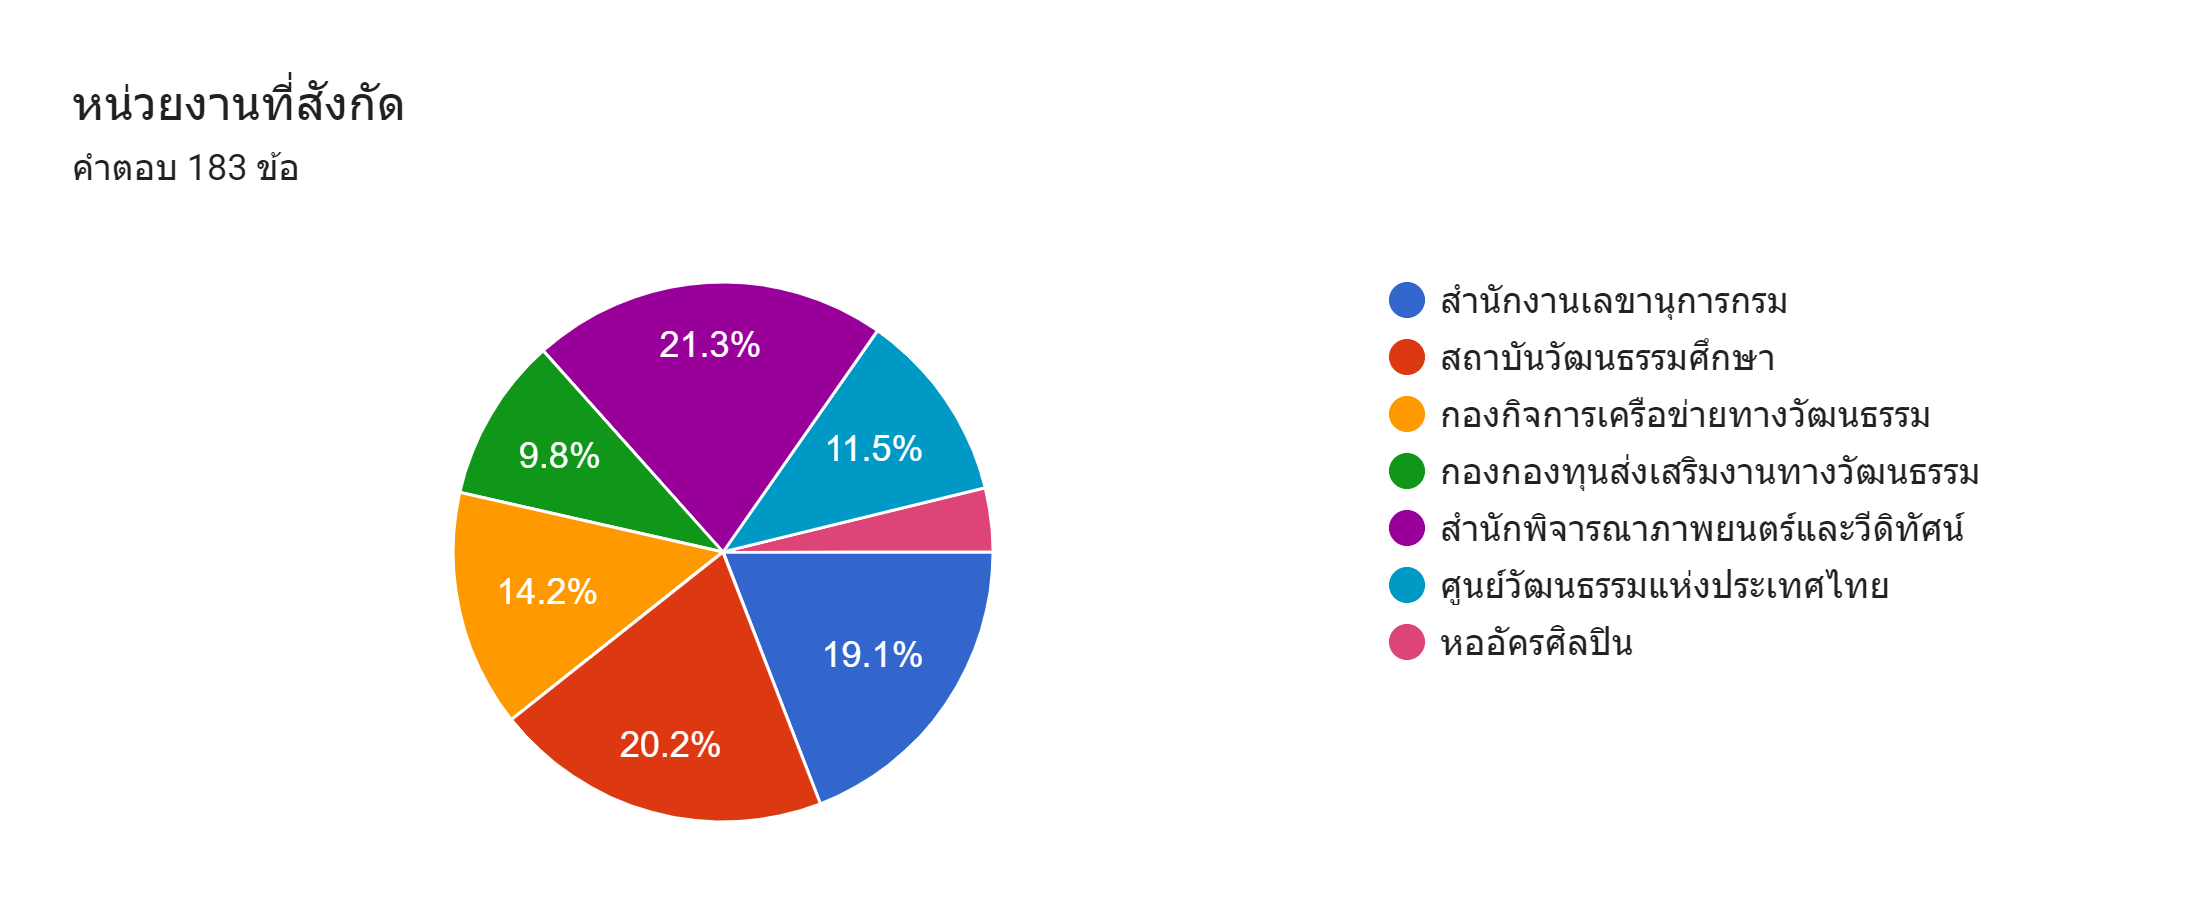 หน่วยงานที่สังกัด
คำตอบ 183 ข้อ
21.3%
11.5%
9.8%
14.2%
19.1%
20.2%
สำนักงานเลขานุการกรม
สถาบันวัฒนธรรมศึกษา
กองกิจการเครือข่ายทางวัฒนธรรม
กองกองทุนส่งเสริมงานทางวัฒนธรรม
สำนักพิจารณาภาพยนตร์และวีดิทัศน์
ศูนย์วัฒนธรรมแห่งประเทศไทย
หออัครศิลปิน